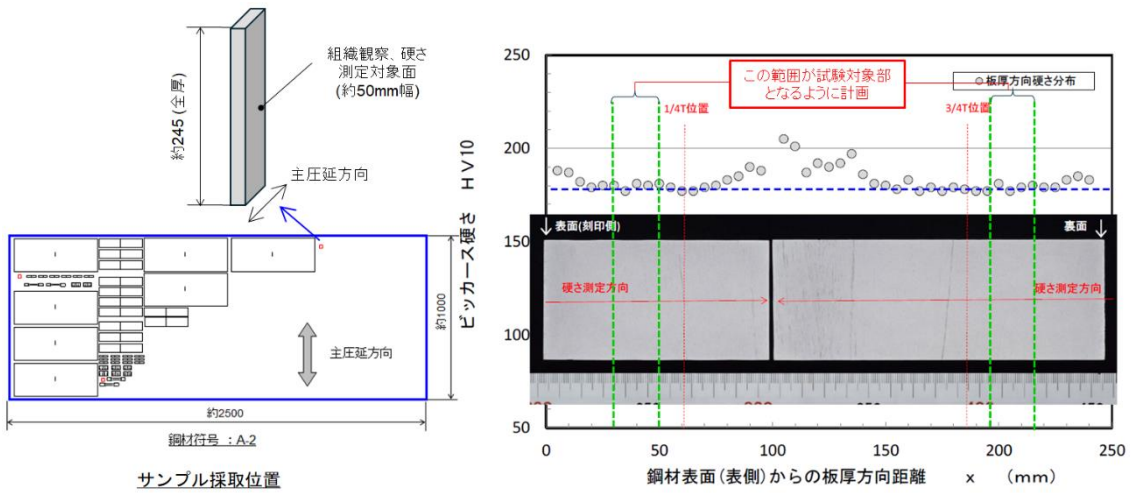 約245 (全厚)
組織観察、硬さ
測定対象面
(約50mm幅)
主圧延方向
主圧延方向
約1000
約2500
鋼材符号 ：A-2
サンプル採取位置
ビッカース硬さ HV10
250
200
150
100
50
この範囲が試験対象部
となるように計画
板厚方向硬さ分布
1/4T位置
3/4T位置
表面(刻印側)
裏面
硬さ測定方向
硬さ測定方向
0 50 100 150 200 250
鋼材表面(表側)からの板厚方向距離 x (mm)